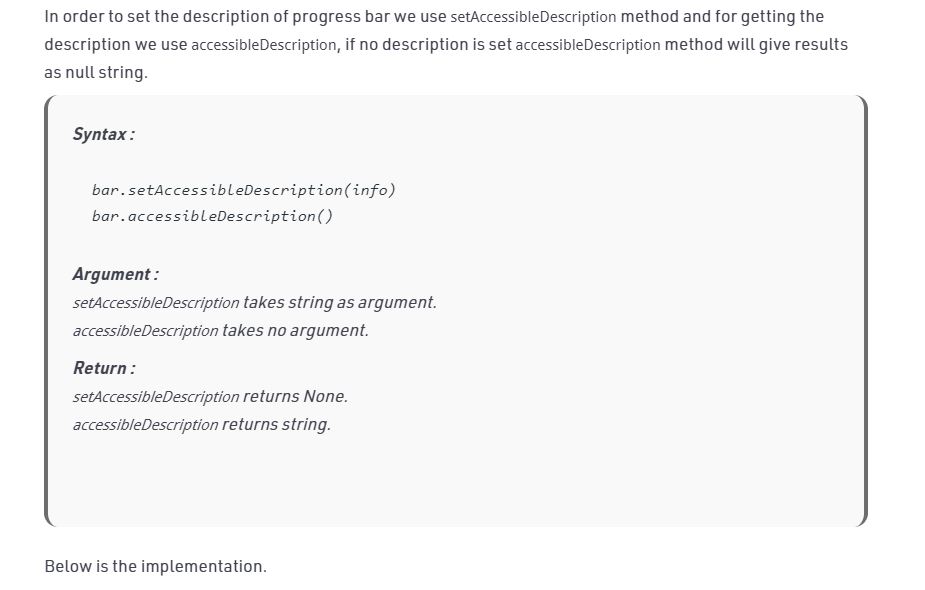 In order to set the description of progress bar we use setAccessibleDescription method and for getting the
description we use accessibleDescription, if no description is set accessibleDescription method will give results
as null string.
Syntax :
bar.setAccessibleDescription(info)
bar.accessibleDescription()
Argument :
setAccessibleDescription takes string as argument.
accessibleDescription takes no argument.
Return :
setAccessibleDescription returns None.
accessibleDescription returns string.
Below is the implementation.